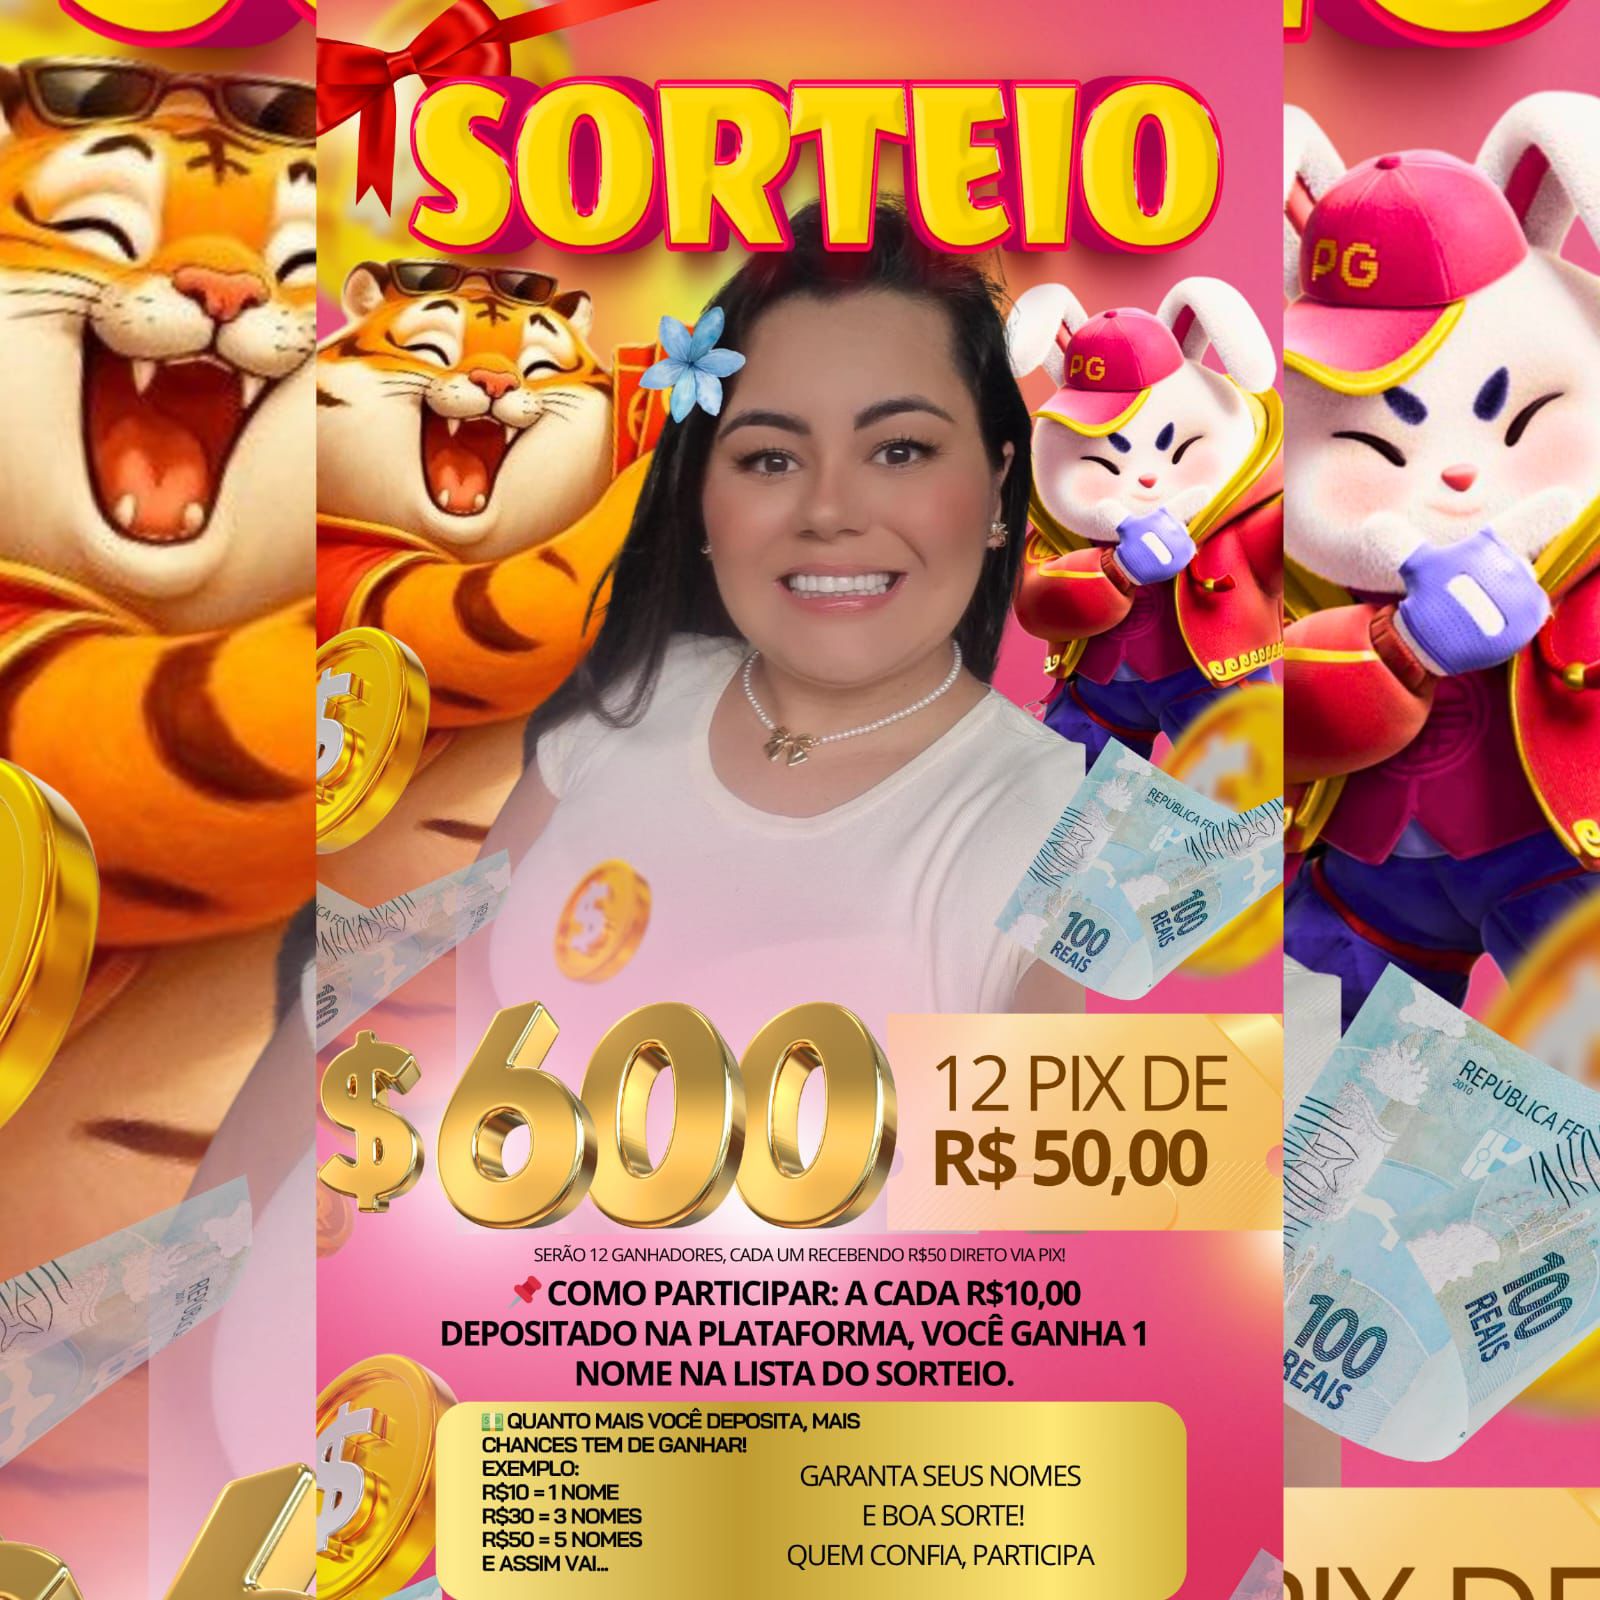 SORTEIO
PG
PG
REPÚBLICA FE
2010
100
REAIS
100
REAIS
$600
12 PIX DE
R$ 50,00
REPÚBLICA FE
2010
100
REAIS
100
REAIS
SERÃO 12 GANHADORES, CADA UM RECEBENDO R$50 DIRETO VIA PIX!
📌 COMO PARTICIPAR: A CADA R$10,00
DEPOSITADO NA PLATAFORMA, VOCÊ GANHA 1
NOME NA LISTA DO SORTEIO.
💵 QUANTO MAIS VOCÊ DEPOSITA, MAIS
CHANCES TEM DE GANHAR!
EXEMPLO:
R$10 = 1 NOME
R$30 = 3 NOMES
R$50 = 5 NOMES
E ASSIM VAI...
GARANTA SEUS NOMES
E BOA SORTE!
QUEM CONFIA, PARTICIPA